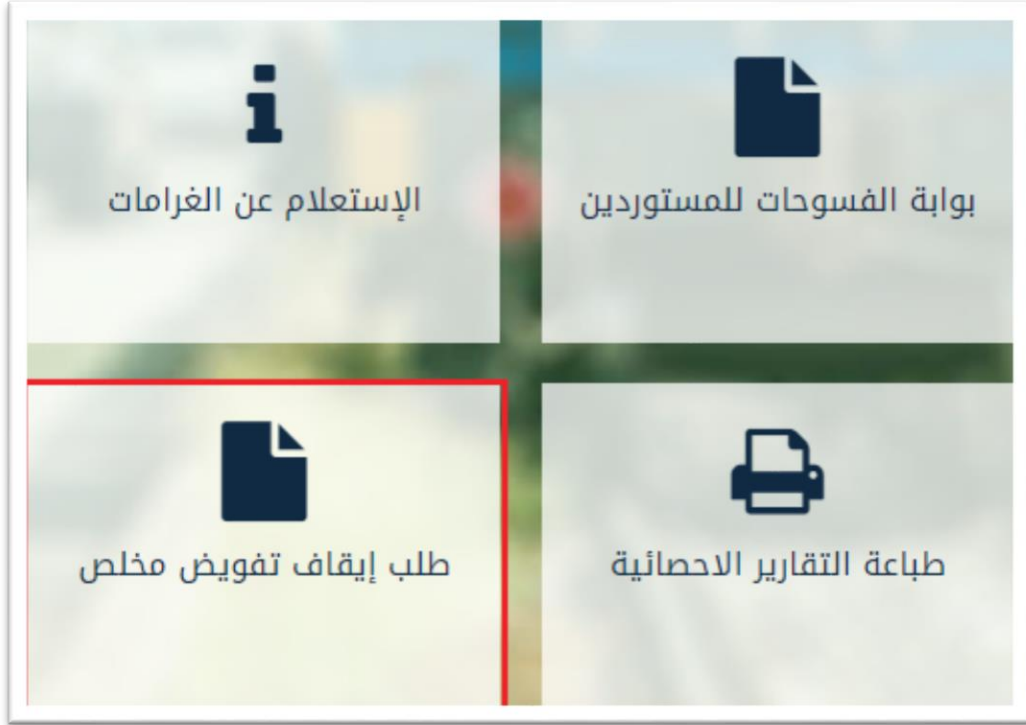 بوابة الفسوحات للمستوردين
الإستعلام عن الغرامات
طباعة التقارير الاحصائية
طلب إيقاف تفويض مخلص